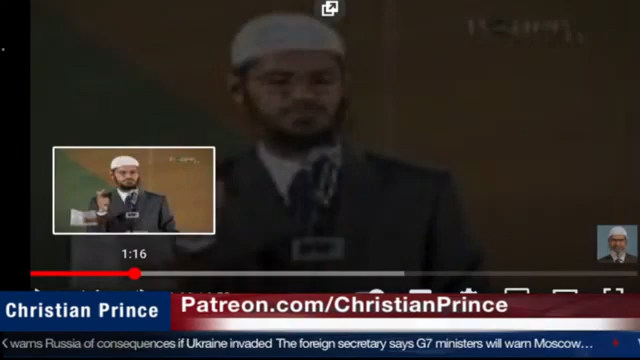 1:16
Christian Prince
Patreon.com/ChristianPrince
K warns Russia of consequences if Ukraine invaded The foreign secretary says G7 ministers will warn Moscow…